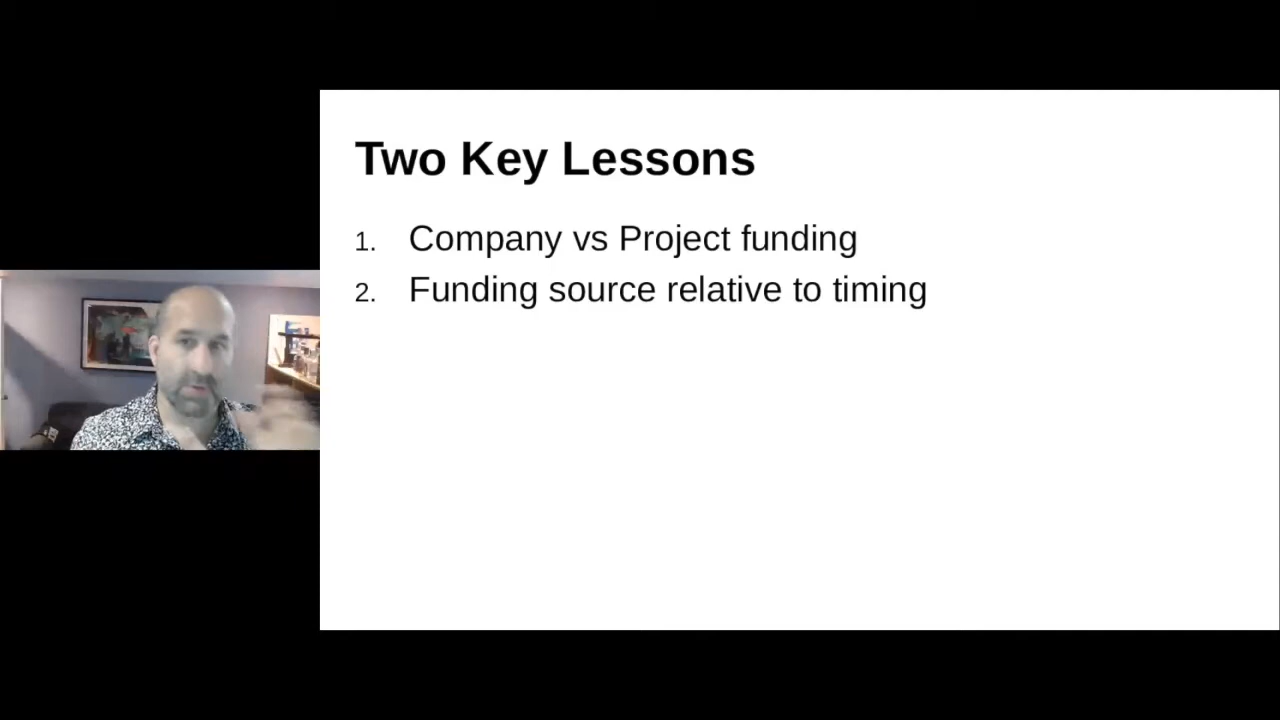 Two Key Lessons
1. Company vs Project funding
2. Funding source relative to timing